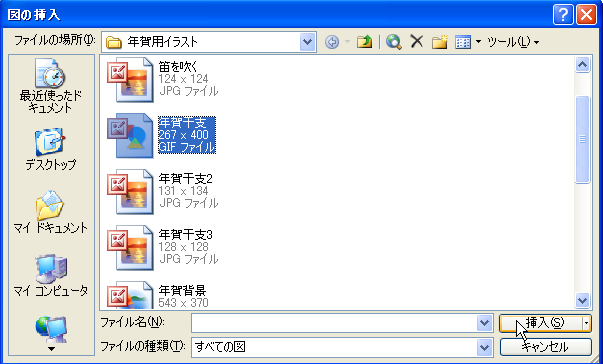 図の挿入
ファイルの場所(I):
年賀用イラスト
ツール(L)
最近使ったド
キュメント
デスクトップ
マイ ドキュメント
マイ コンピュータ
笛を吹く
124 x 124
JPG ファイル
年賀干支
267 x 400
GIF ファイル
年賀干支2
131 x 134
JPG ファイル
年賀干支3
128 x 128
JPG ファイル
年賀背景
543 x 370
ファイル名(N):
挿入(S)
ファイルの種類(T):
すべての図
キャンセル